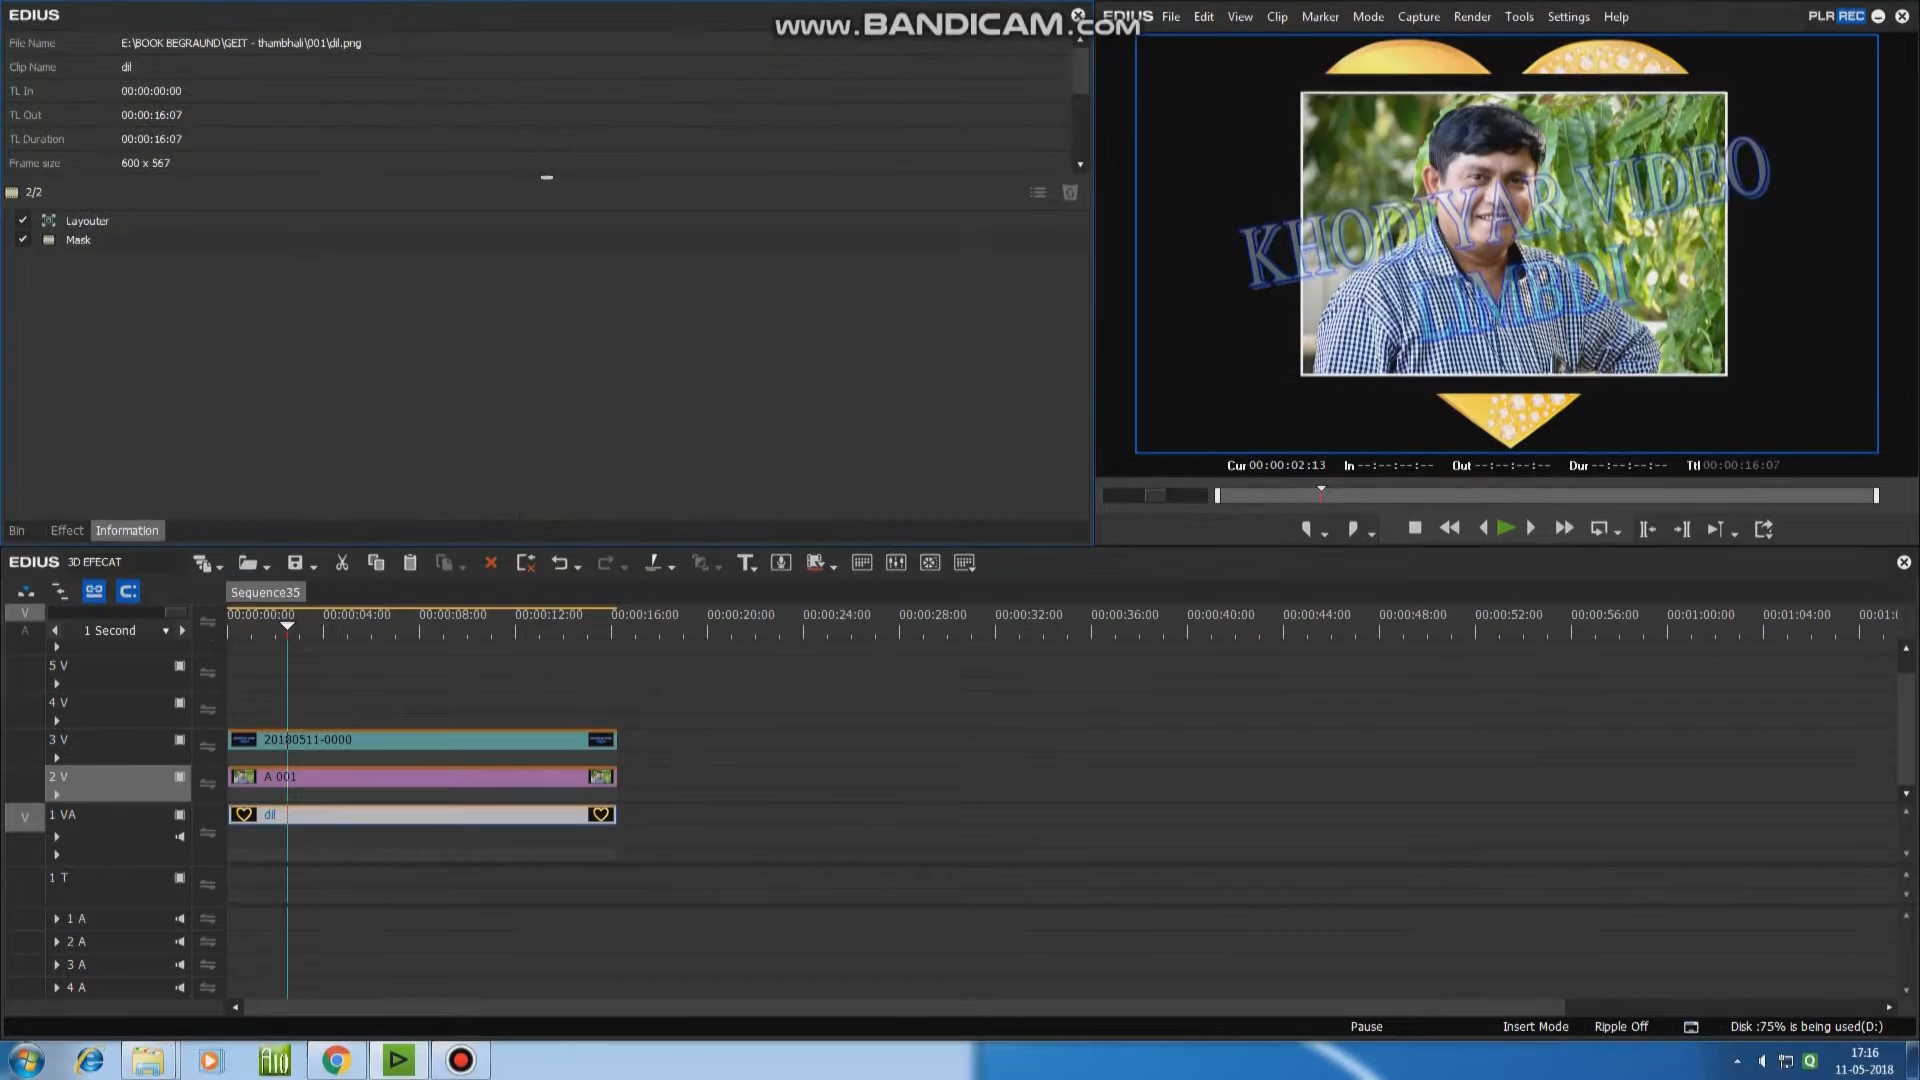 EDIUS
www.BANDICAM.com
EDIUS File Edit View Clip Marker Mode Capture Render Tools Settings Help
PLR REC
File Name E:\BOOK BEGRAUND\GEIT - thambhali\001\dil.png
Clip Name dil
TL In 00:00:00:00
TL Out 00:00:16:07
TL Duration 00:00:16:07
Frame size 600 x 567
2/2
Layouter
Mask
KHODIYAR VIDEO
LIMBDI
Cur 00:00:02:13 In --:--:--:-- Out --:--:--:-- Dur --:--:--:-- Ttl 00:00:16:07
Bin Effect Information
EDIUS 3D EFECAT
Sequence35
V
A
1 Second
00:00:00:00 00:00:04:00 00:00:08:00 00:00:12:00 00:00:16:00 00:00:20:00 00:00:24:00 00:00:28:00 00:00:32:00 00:00:36:00 00:00:40:00 00:00:44:00 00:00:48:00 00:00:52:00 00:00:56:00 00:01:00:00 00:01:04:00
5 V
4 V
3 V 20180511-0000
2 V A 001
V 1 VA dil
1 T
1 A
2 A
3 A
4 A
Pause Insert Mode Ripple Off Disk :75% is being used(D:)
17:16
11-05-2018